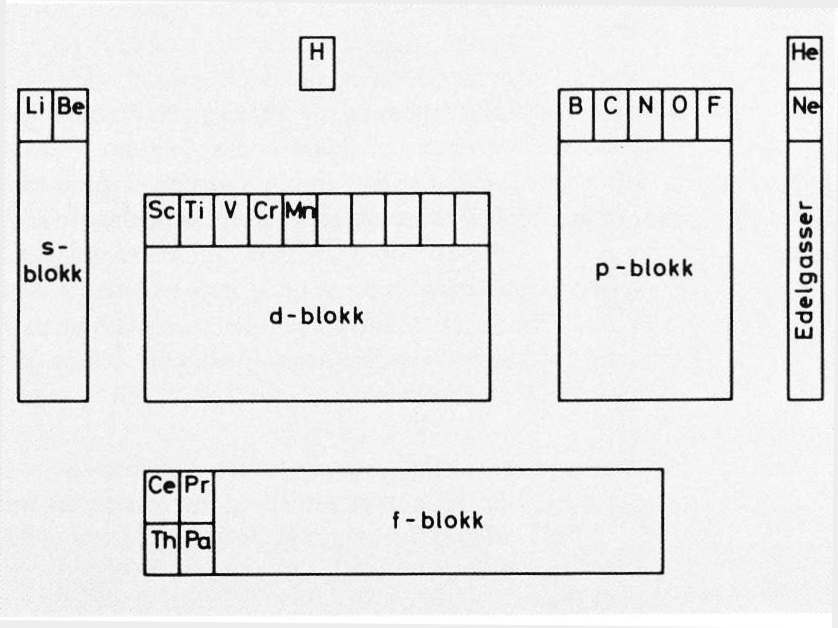 H
He
Li Be
B C N O F
Ne
Sc Ti V Cr Mn
s-
blokk
p-blokk
d-blokk
Edelgasser
Ce Pr
Th Pa
f-blokk